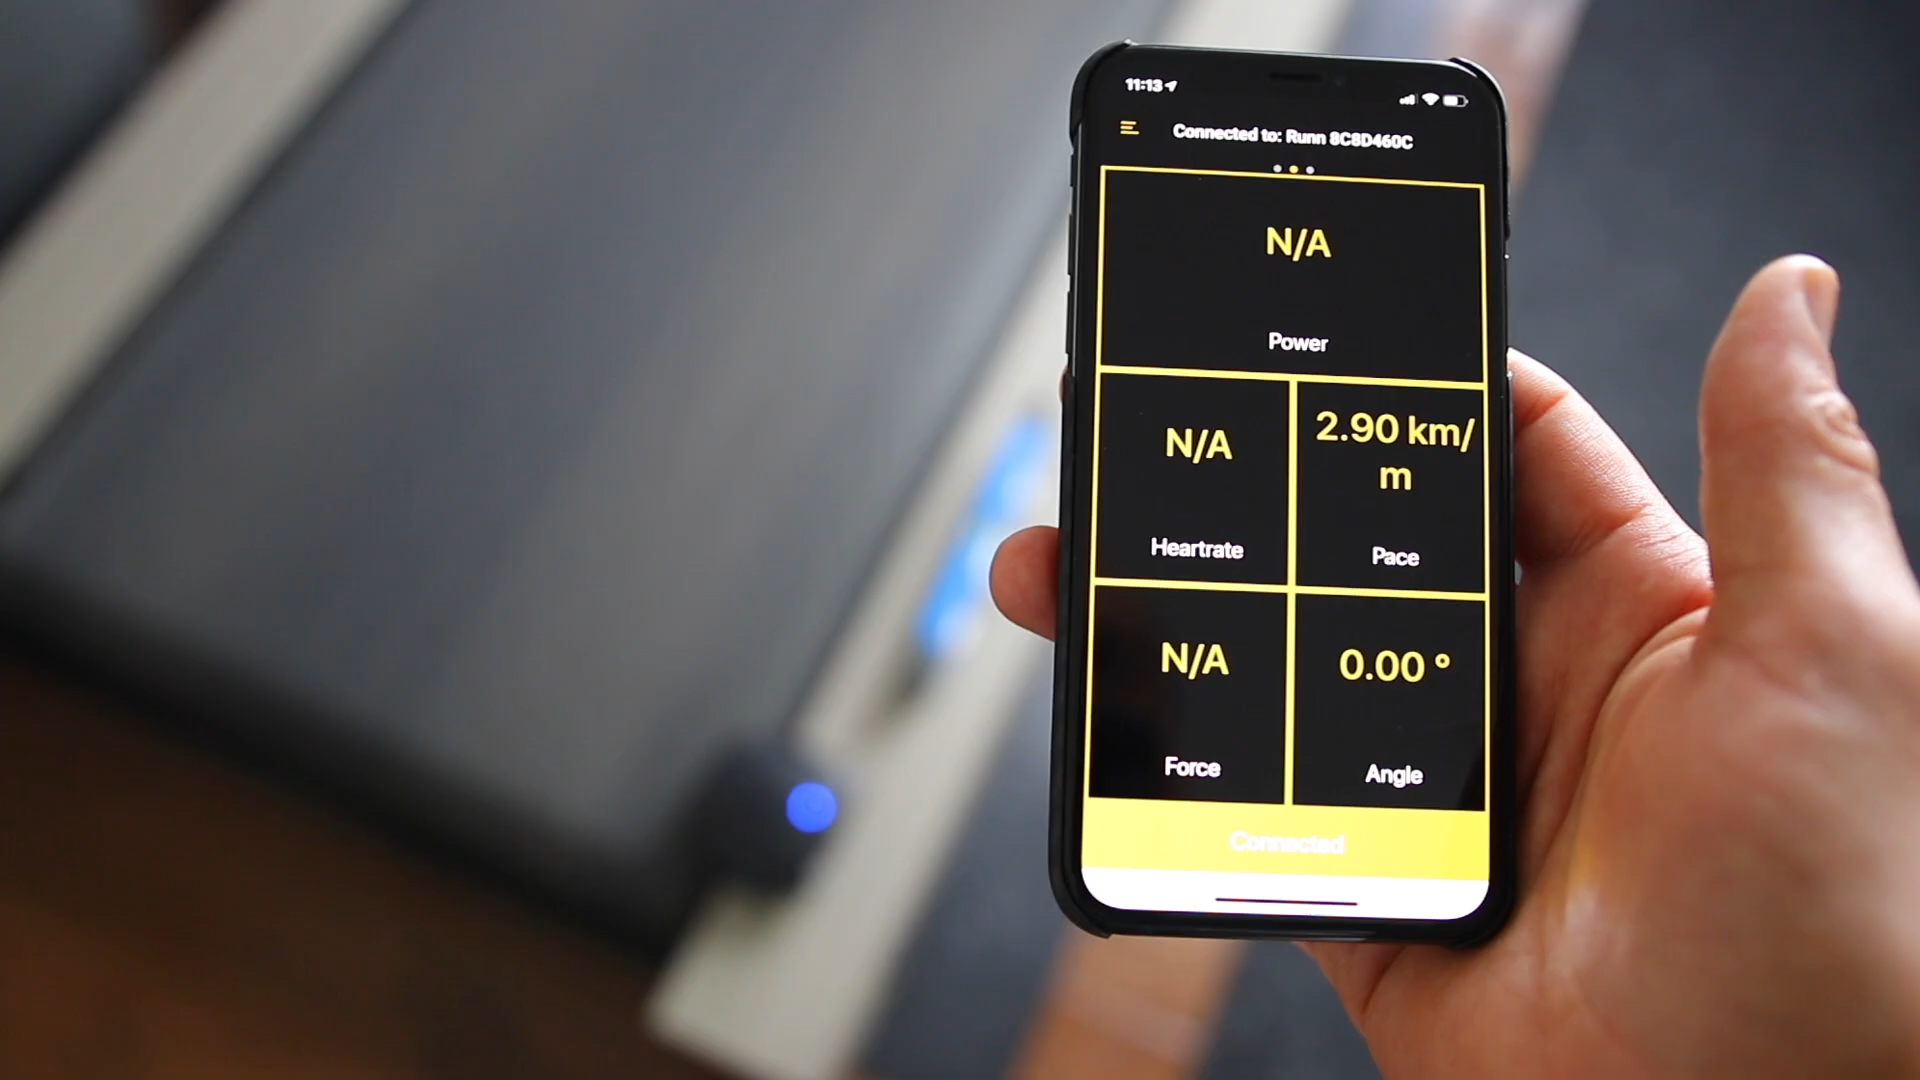 11:13
Connected to: Runn 8C8D460C
N/A
Power
N/A
Heartrate
2.90 km/
m
Pace
N/A
Force
0.00 °
Angle
Connected